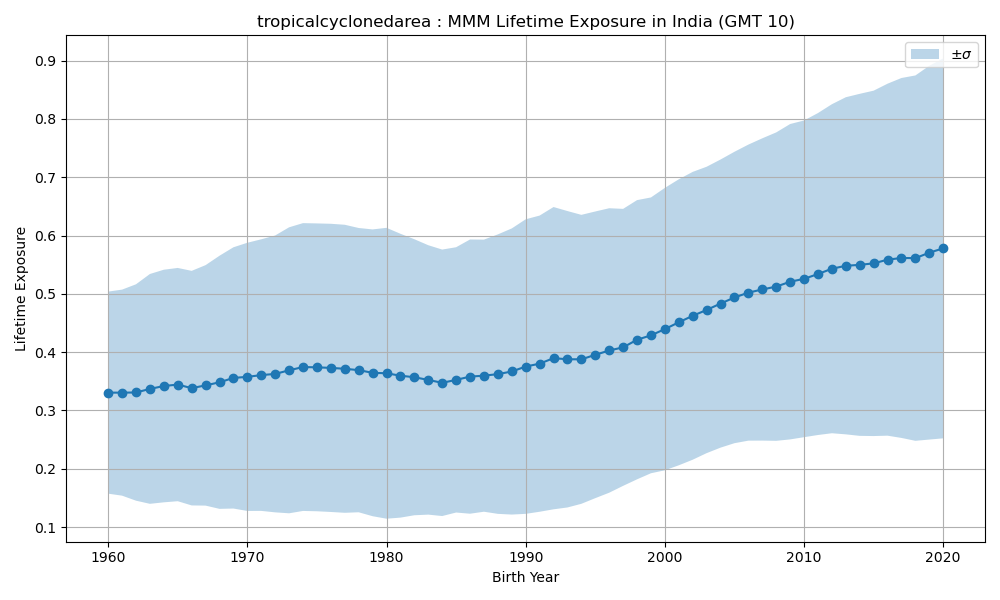 tropicalcyclonedarea : MMM Lifetime Exposure in India (GMT 10)
±σ
Lifetime Exposure
0.9
0.8
0.7
0.6
0.5
0.4
0.3
0.2
0.1
1960 1970 1980 1990 2000 2010 2020
Birth Year